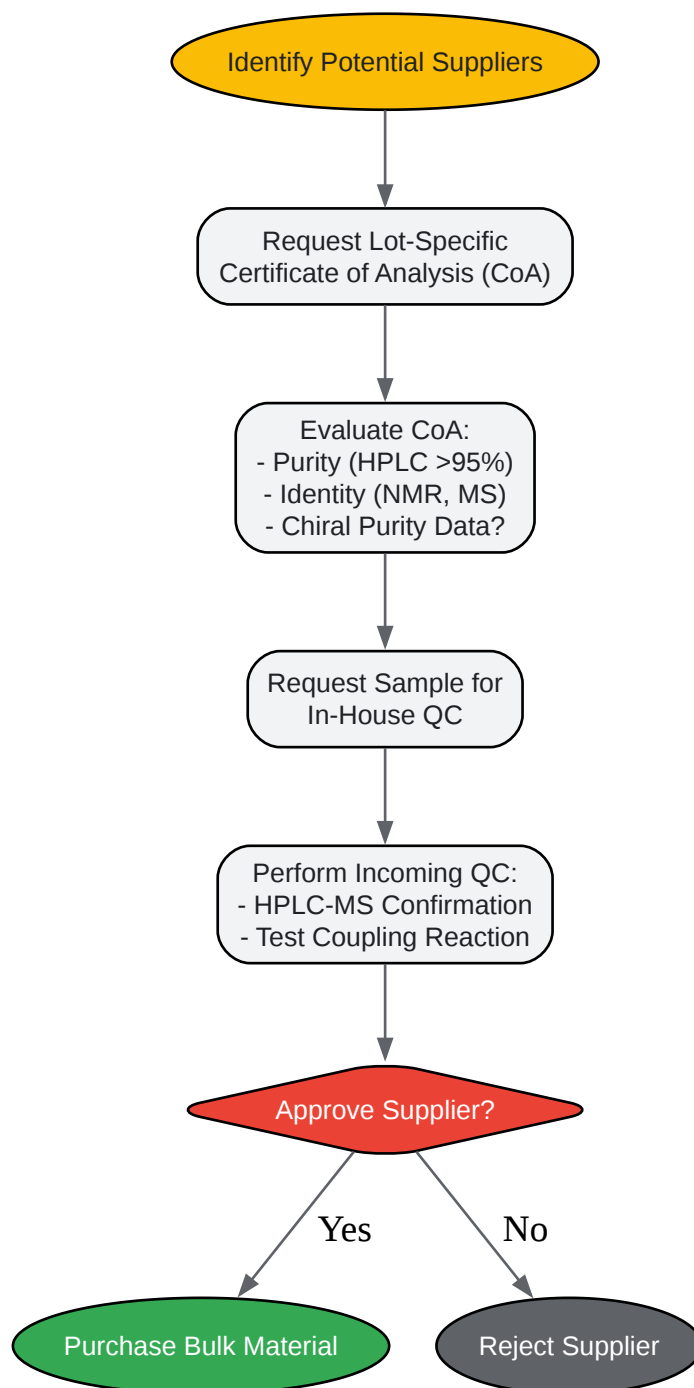 Identify Potential Suppliers
Request Lot-Specific
Certificate of Analysis (CoA)
Evaluate CoA:
- Purity (HPLC >95%)
- Identity (NMR, MS)
- Chiral Purity Data?
Request Sample for
In-House QC
Perform Incoming QC:
- HPLC-MS Confirmation
- Test Coupling Reaction
Approve Supplier?
Yes
No
Purchase Bulk Material
Reject Supplier